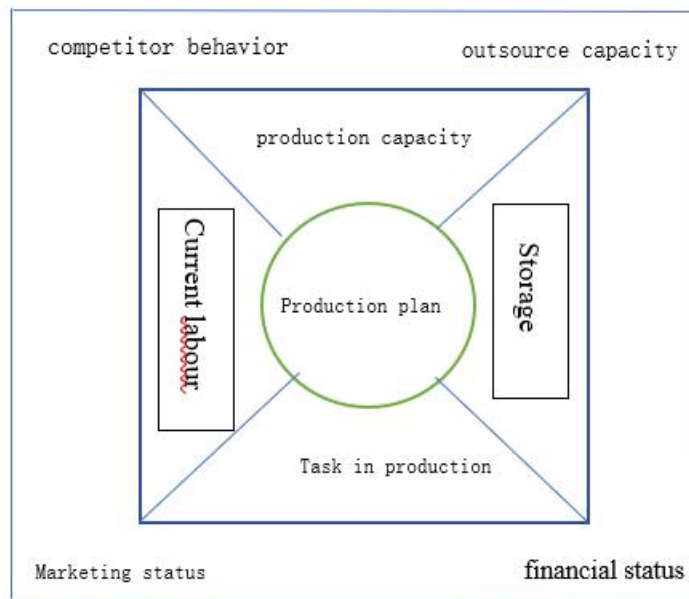 competitor behavior
outsource capacity
production capacity
Current labour
Production plan
Storage
Task in production
Marketing status
financial status